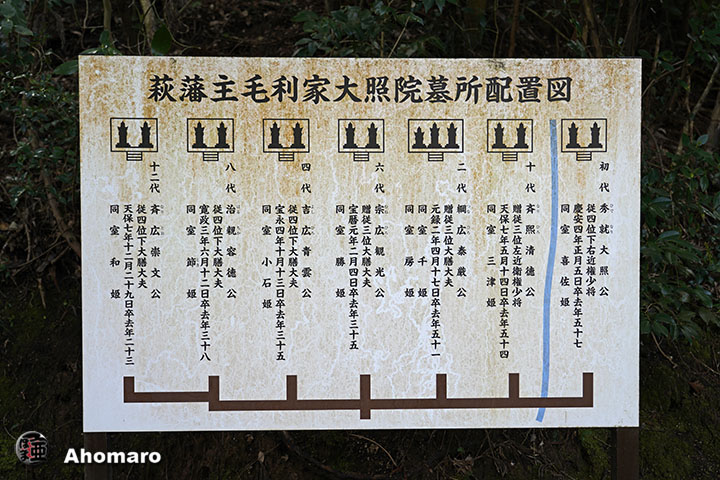 萩藩主毛利家大照院墓所配置図
初代 秀就 大照公
従四位下右近権少将
慶安四年正月五日卒去年五十七
同室 喜佐姫
十代 斉熙 清徳公
贈従三位左近衛権少将
天保七年五月十四日卒去年五十四
同室 三津姫
二代 綱広 泰厳公
贈従三位大膳大夫
元録二年四月十七日卒去年五十一
同室 千姫
同室 房姫
六代 宗広 観光公
贈従三位大膳大夫
宝暦元年二月四日卒去年三十五
同室 勝姫
四代 吉広 青雲公
従四位下大膳大夫
宝永四年十月十三日卒去年三十五
同室 小石姫
八代 治親 容徳公
従四位下大膳大夫
寛政三年六月十二日卒去年三十八
同室 節姫
十二代 斉広 崇文公
従四位下大膳大夫
天保七年十二月二十九日卒去年二十三
同室 和姫
Ahomaro